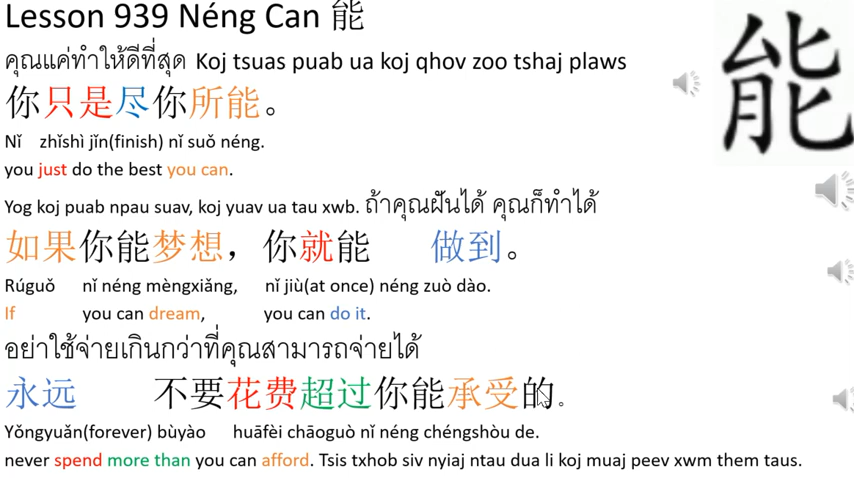 Lesson 939 Néng Can 能
能
คุณแค่ทำให้ดีที่สุด Koj tsuas puab ua koj qhov zoo tshaj plaws
你只是尽你所能。
Nǐ zhǐshì jǐn(finish) nǐ suǒ néng.
you just do the best you can.
Yog koj puab npau suav, koj yuav ua tau xwb. ถ้าคุณฝันได้ คุณก็ทำได้
如果你能梦想，你就能 做到。
Rúguǒ nǐ néng mèngxiǎng, nǐ jiù(at once) néng zuò dào.
If you can dream, you can do it.
อย่าใช้จ่ายเกินกว่าที่คุณสามารถจ่ายได้
永远 不要花费超过你能承受的。
Yǒngyuǎn(forever) bùyào huāfèi chāoguò nǐ néng chéngshòu de.
never spend more than you can afford. Tsis txhob siv nyiaj ntau dua li koj muaj peev xwm them taus.